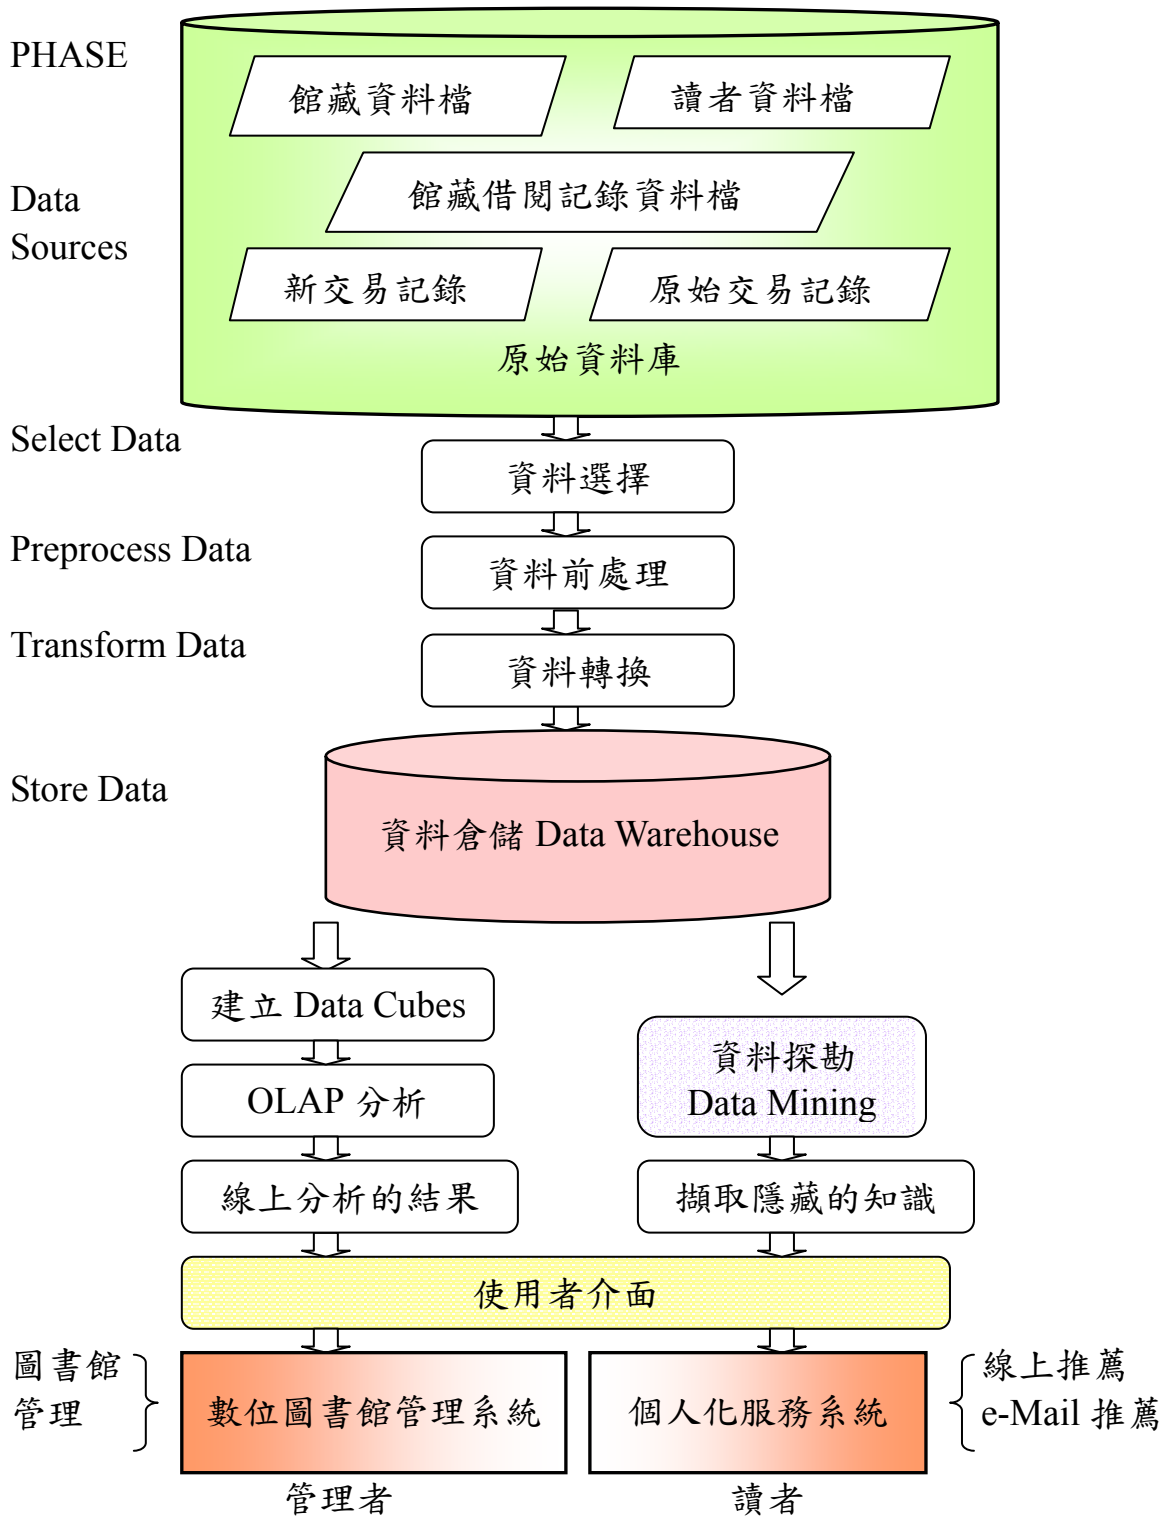 PHASE
館藏資料檔
讀者資料檔
Data
Sources
館藏借閱記錄資料檔
新交易記錄
原始交易記錄
原始資料庫
Select Data
資料選擇
Preprocess Data
資料前處理
Transform Data
資料轉換
Store Data
資料倉儲 Data Warehouse
建立 Data Cubes
OLAP 分析
線上分析的結果
資料探勘
Data Mining
擷取隱藏的知識
使用者介面
圖書館
管理
數位圖書館管理系統
管理者
個人化服務系統
讀者
線上推薦
e-Mail 推薦